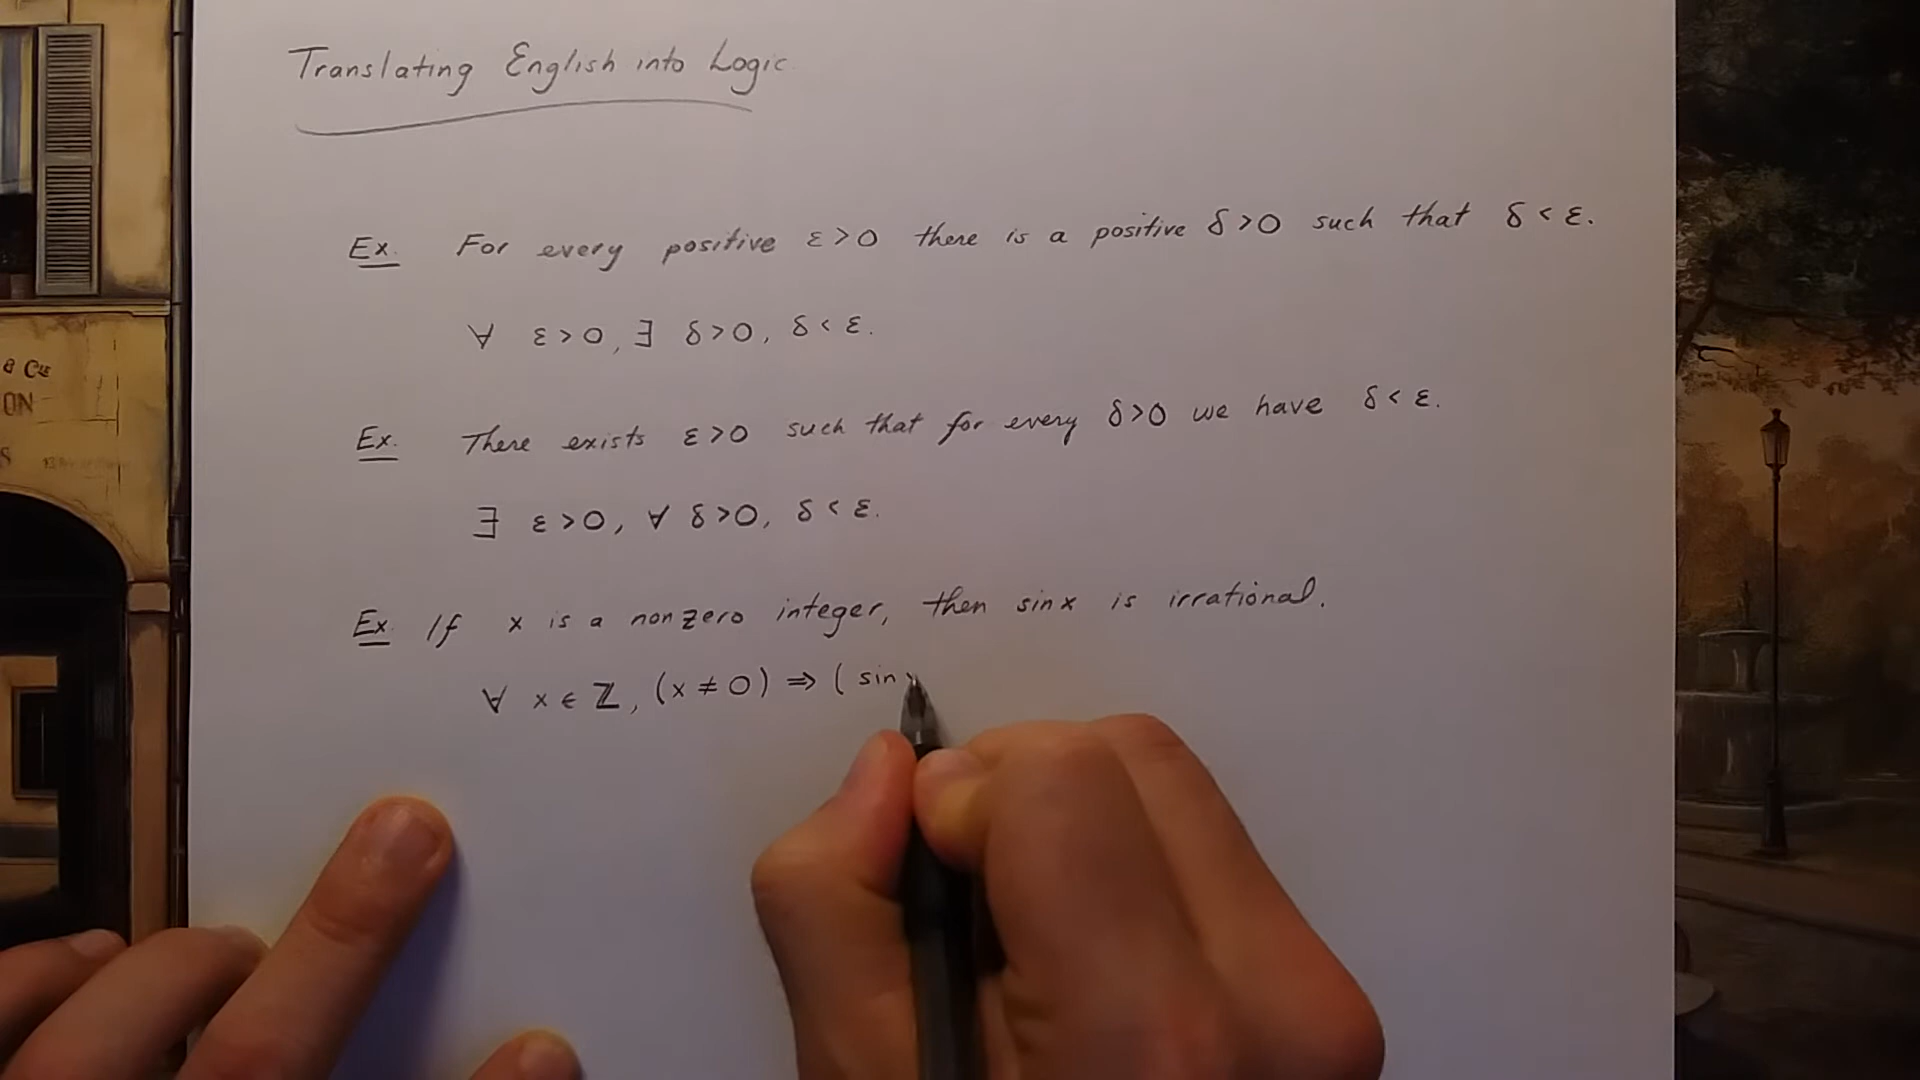 Translating English into Logic
Ex. For every positive ε>0 there is a positive δ>0 such that δ<ε.
∀ ε>0, ∃ δ>0, δ<ε.
Ex. There exists ε>0 such that for every δ>0 we have δ<ε.
∃ ε>0, ∀ δ>0, δ<ε.
Ex. If x is a nonzero integer, then sin x is irrational.
∀ x ∈ ℤ, (x ≠ 0) ⇒ ( sin
B Cie
ON
S